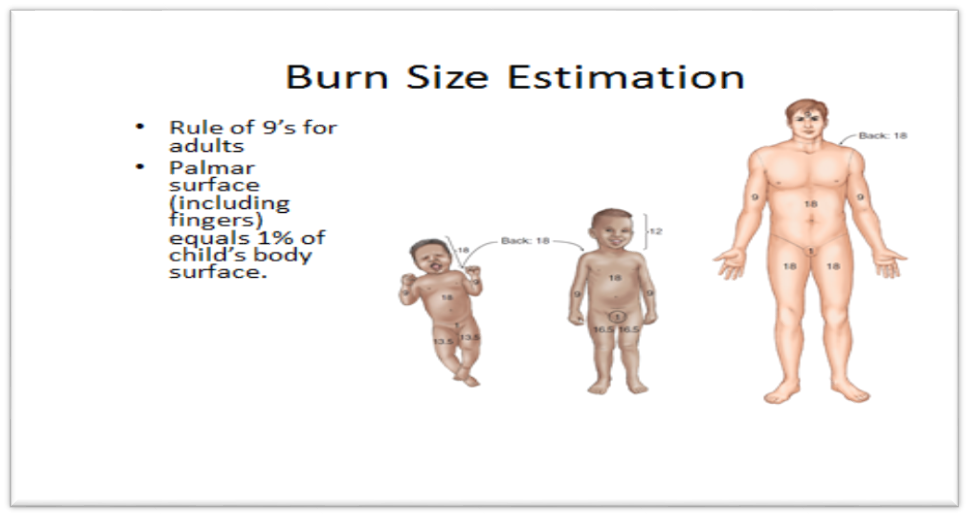 Burn Size Estimation
• Rule of 9's for
adults
• Palmar
surface
(including
fingers)
equals 1% of
child's body
surface.
Back: 18
9
18
9
1
18
18
12
Back: 18
18
9
9
1
16.5
16.5
18
18
1
13.5
13.5